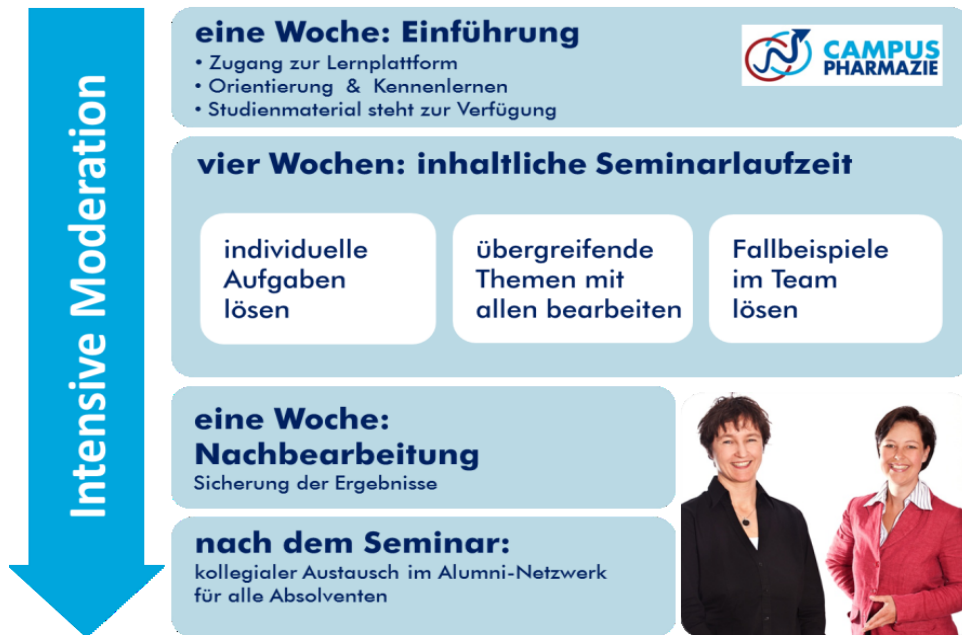 Intensive Moderation
eine Woche: Einführung
• Zugang zur Lernplattform
• Orientierung & Kennenlernen
• Studienmaterial steht zur Verfügung
CAMPUS
PHARMAZIE
vier Wochen: inhaltliche Seminarlaufzeit
individuelle
Aufgaben
lösen
übergreifende
Themen mit
allen bearbeiten
Fallbeispiele
im Team
lösen
eine Woche:
Nachbearbeitung
Sicherung der Ergebnisse
nach dem Seminar:
kollegialer Austausch im Alumni-Netzwerk
für alle Absolventen